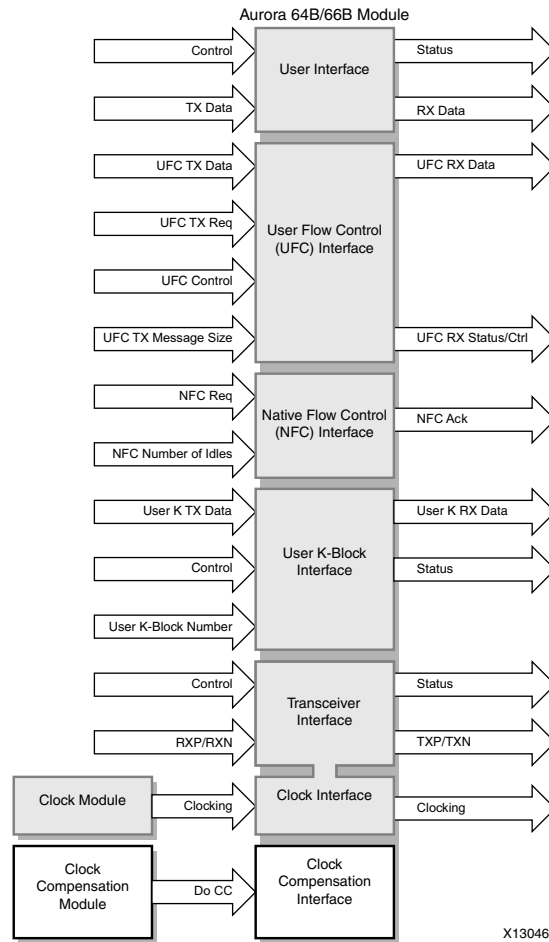 Aurora 64B/66B Module
Control
User Interface
Status
TX Data
RX Data
UFC TX Data
UFC RX Data
UFC TX Req
User Flow Control
(UFC) Interface
UFC Control
UFC TX Message Size
UFC RX Status/Ctrl
NFC Req
Native Flow Control
(NFC) Interface
NFC Ack
NFC Number of Idles
User K TX Data
User K RX Data
User K-Block
Interface
Control
Status
User K-Block Number
Control
Transceiver
Interface
Status
RXP/RXN
TXP/TXN
Clock Module
Clocking
Clock Interface
Clocking
Clock
Compensation
Module
Do CC
Clock
Compensation
Interface
X13046